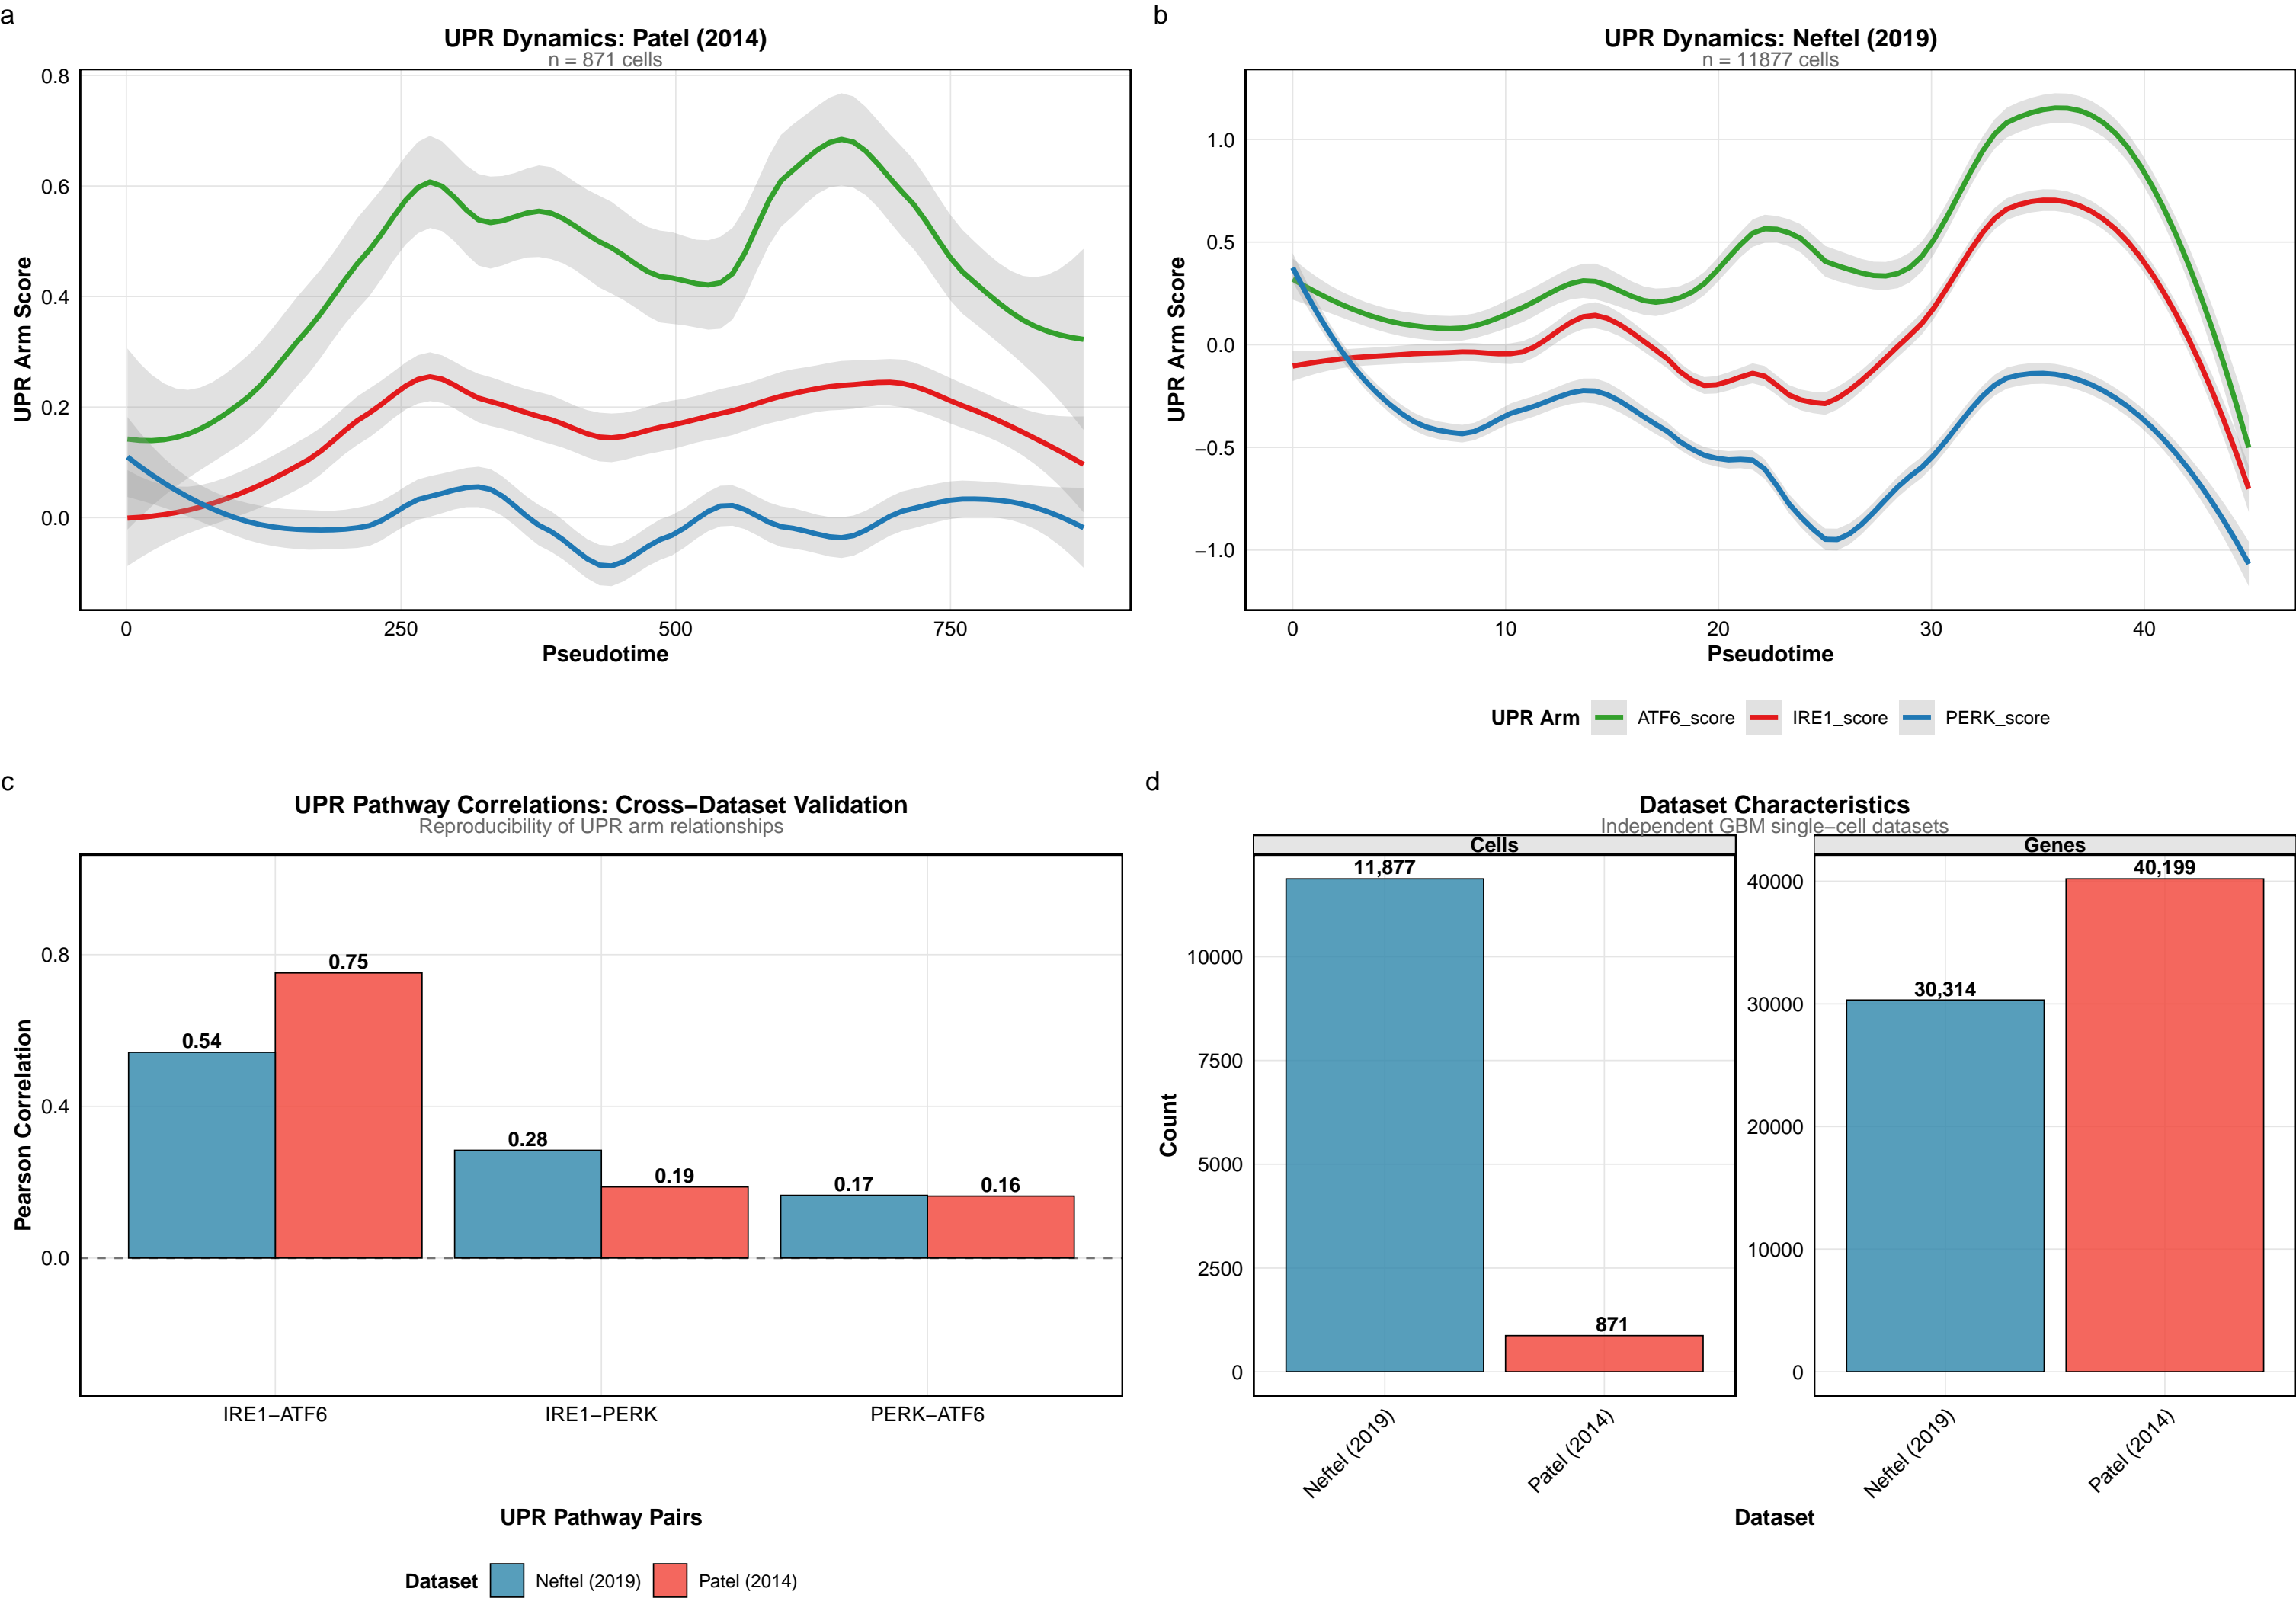 a
UPR Dynamics: Patel (2014)
n = 871 cells
UPR Arm Score
0.8
0.6
0.4
0.2
0.0
0 250 500 750
Pseudotime
b
UPR Dynamics: Neftel (2019)
n = 11877 cells
UPR Arm Score
1.0
0.5
0.0
−0.5
−1.0
0 10 20 30 40
Pseudotime
UPR Arm ATF6_score IRE1_score PERK_score
c
UPR Pathway Correlations: Cross−Dataset Validation
Reproducibility of UPR arm relationships
Pearson Correlation
0.8
0.4
0.0
0.54 0.75 0.28 0.19 0.17 0.16
IRE1−ATF6 IRE1−PERK PERK−ATF6
UPR Pathway Pairs
Dataset Neftel (2019) Patel (2014)
d
Dataset Characteristics
Independent GBM single−cell datasets
Cells
Count
10000
7500
5000
2500
0
11,877 871
Neftel (2019) Patel (2014)
Genes
40000
30000
20000
10000
0
30,314 40,199
Neftel (2019) Patel (2014)
Dataset